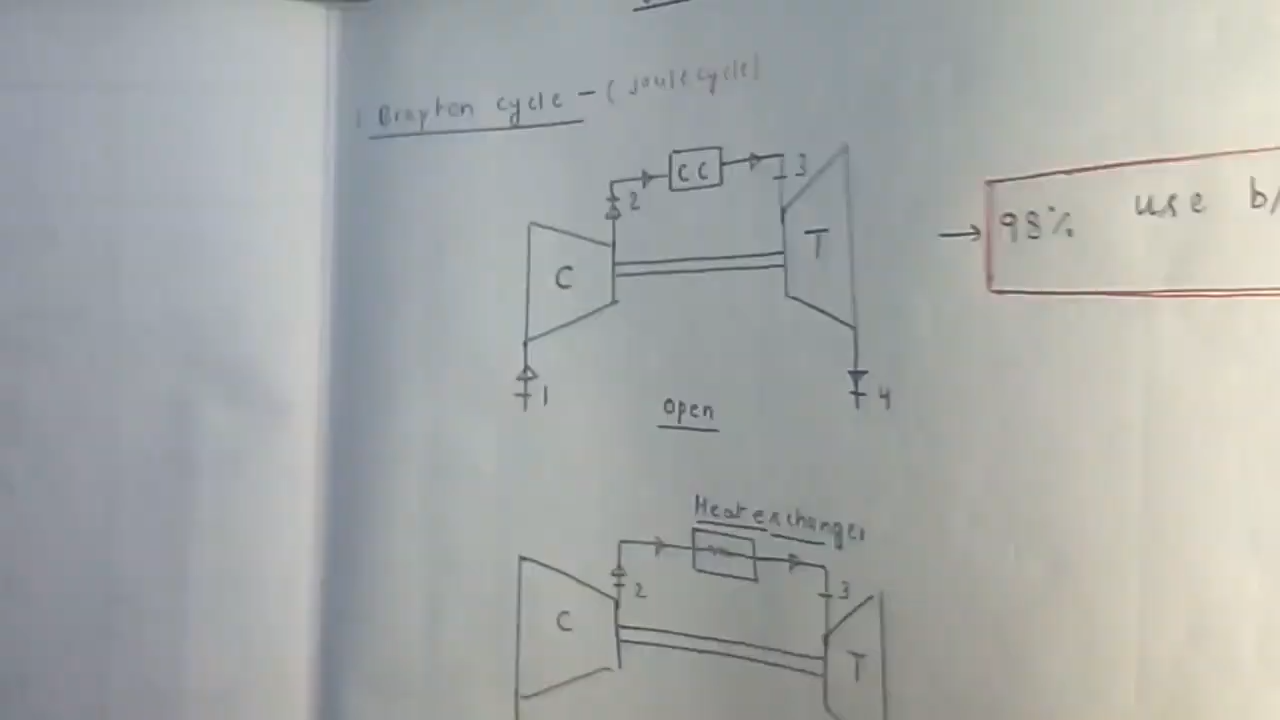 Brayton cycle - (Joule cycle)
CC
3
2
C
T
→ 98% use b/
1
4
Open
Heat exchanger
2
3
C
T